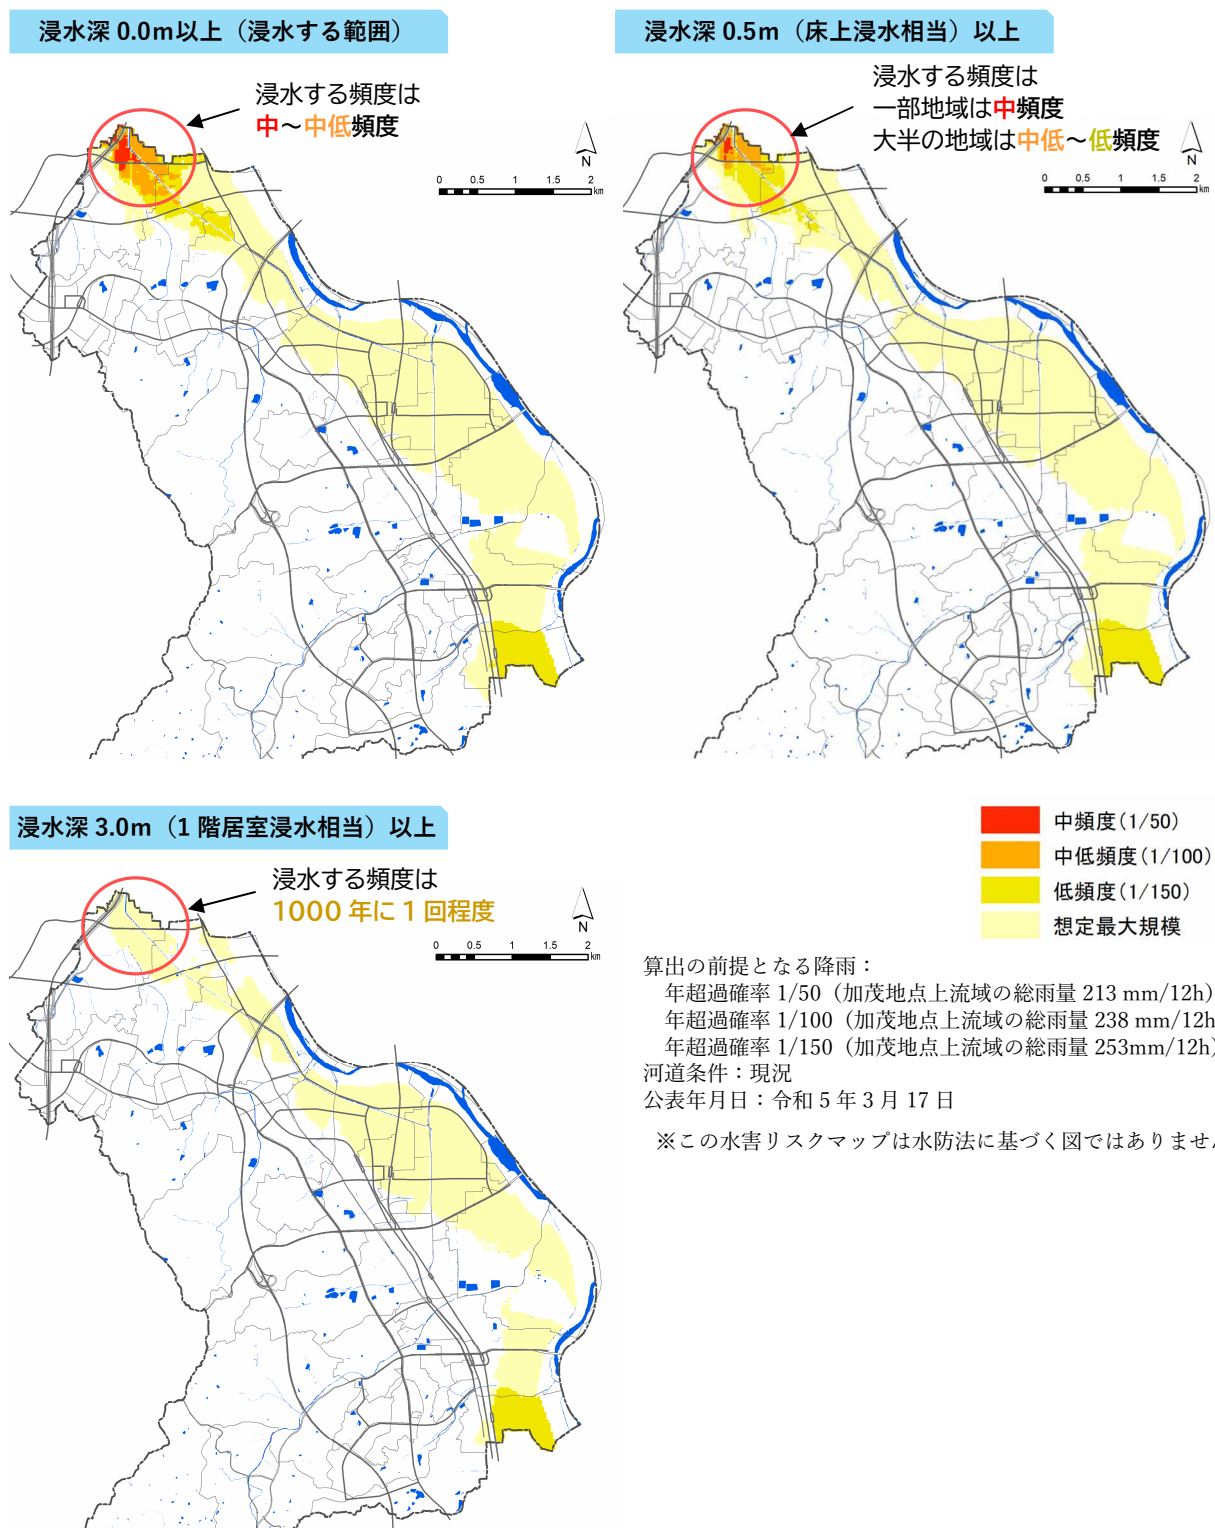 浸水深 0.0m以上（浸水する範囲）
浸水する頻度は
中～中低頻度
N
0 0.5 1 1.5 2
km
浸水深 0.5m（床上浸水相当）以上
浸水する頻度は
一部地域は中頻度
大半の地域は中低～低頻度
N
0 0.5 1 1.5 2
km
浸水深 3.0m（1 階居室浸水相当）以上
浸水する頻度は
1000 年に 1 回程度
N
0 0.5 1 1.5 2
km
中頻度(1/50)
中低頻度(1/100)
低頻度(1/150)
想定最大規模
算出の前提となる降雨：
年超過確率 1/50（加茂地点上流域の総雨量 213 mm/12h）
年超過確率 1/100（加茂地点上流域の総雨量 238 mm/12h
年超過確率 1/150（加茂地点上流域の総雨量 253mm/12h）
河道条件：現況
公表年月日：令和 5 年 3 月 17 日
※この水害リスクマップは水防法に基づく図ではありませ